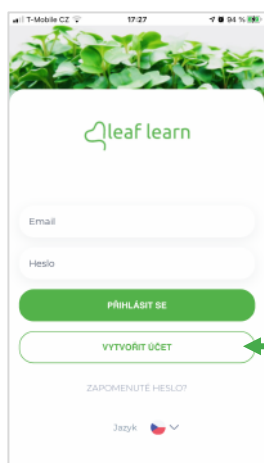 T-Mobile CZ 17:27 94 %
leaf learn
Email
Heslo
PŘIHLÁSIT SE
VYTVOŘIT ÚČET
ZAPOMENUTÉ HESLO?
Jazyk